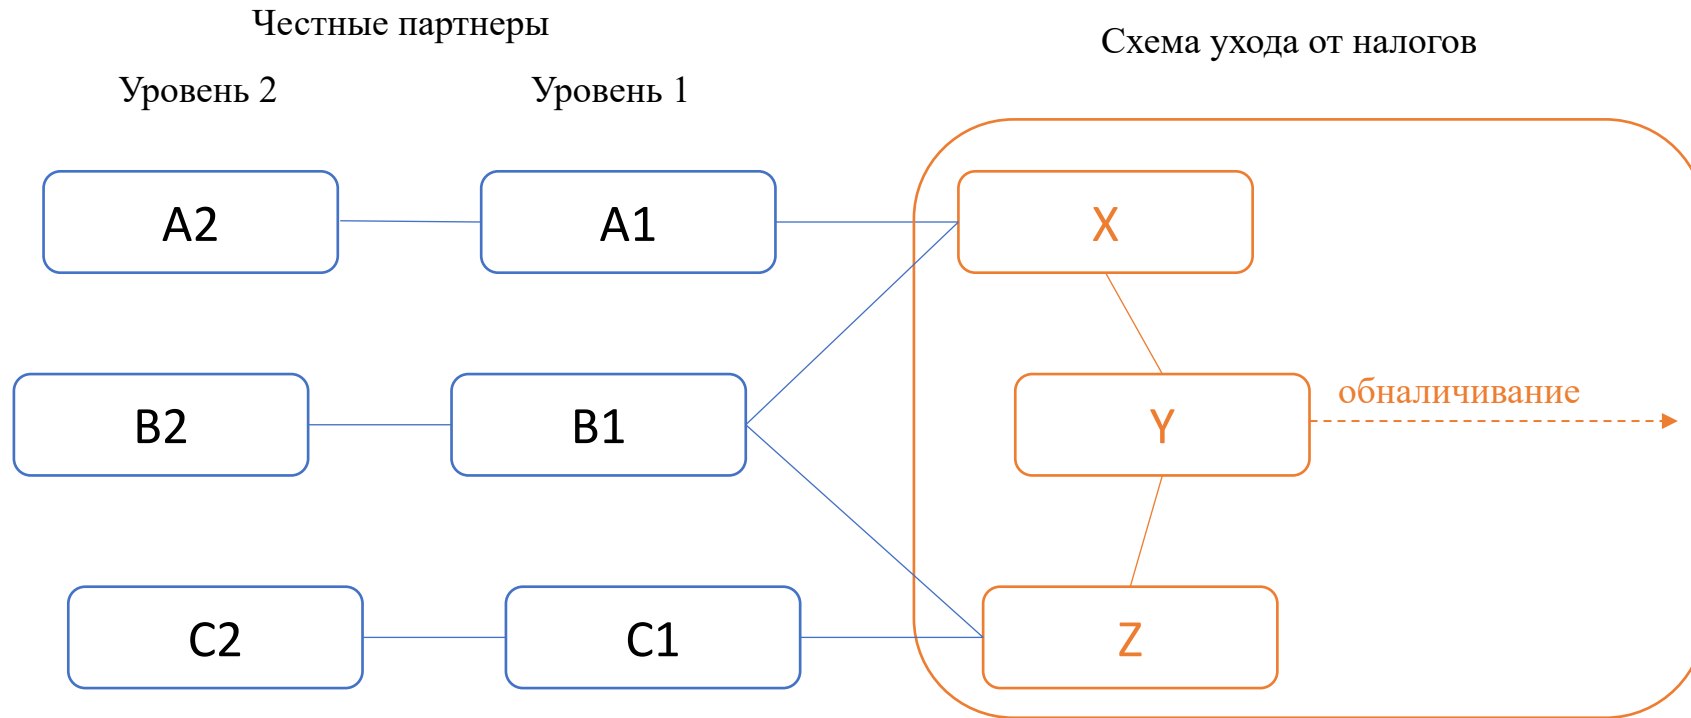 Честные партнеры
Схема ухода от налогов
Уровень 2
Уровень 1
A2
A1
X
B2
B1
Y
обналичивание
C2
C1
Z